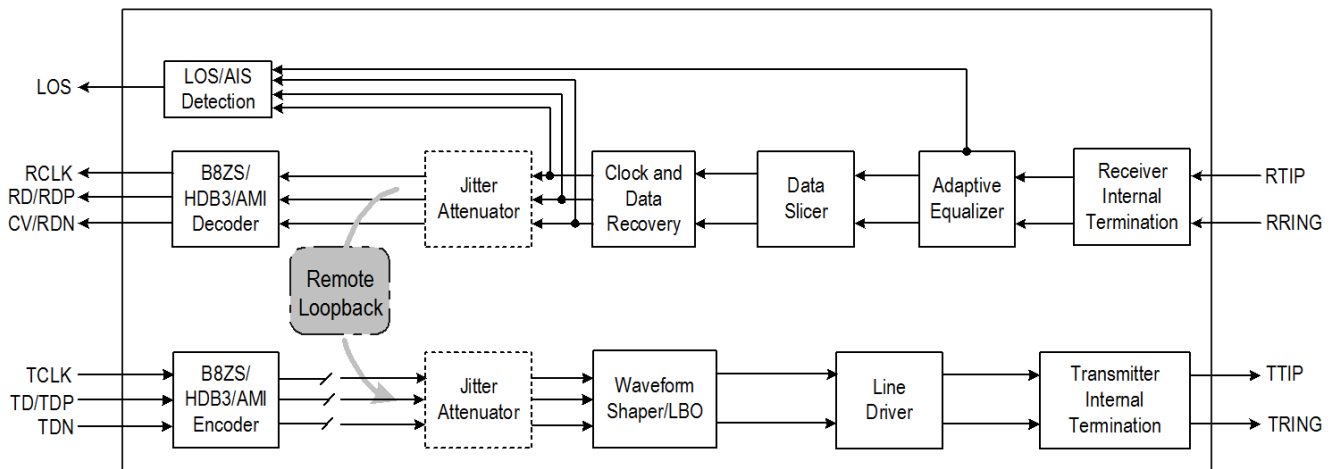 LOS
LOS/AIS
Detection
RCLK
RD/RDP
CV/RDN
B8ZS/
HDB3/AMI
Decoder
Jitter
Attenuator
Clock and
Data
Recovery
Data
Slicer
Adaptive
Equalizer
Receiver
Internal
Termination
RTIP
RRING
Remote
Loopback
TCLK
TD/TDP
TDN
B8ZS/
HDB3/AMI
Encoder
Jitter
Attenuator
Waveform
Shaper/LBO
Line
Driver
Transmitter
Internal
Termination
TTIP
TRING